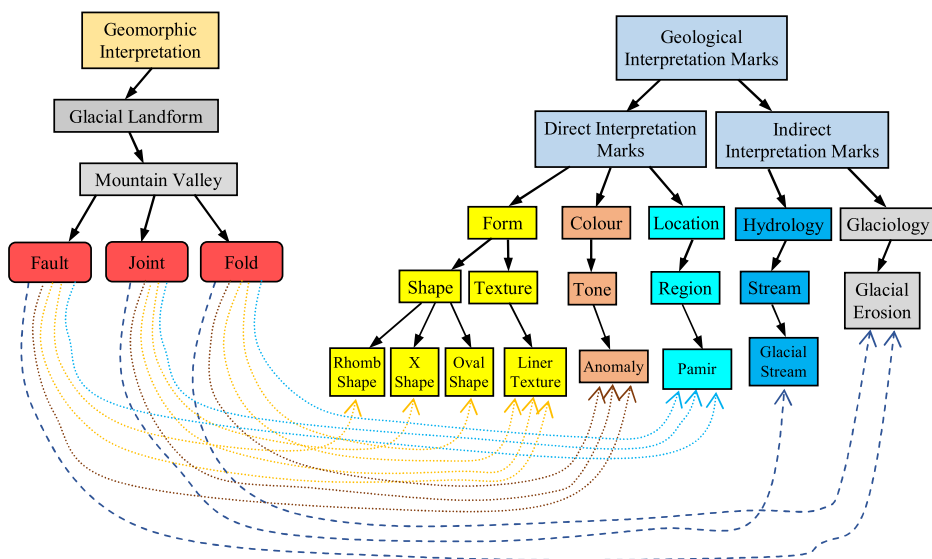 Geomorphic
Interpretation
Glacial Landform
Mountain Valley
Fault
Joint
Fold
Geological
Interpretation Marks
Direct Interpretation
Marks
Indirect
Interpretation Marks
Form
Colour
Location
Hydrology
Glaciology
Shape
Texture
Tone
Region
Stream
Glacial
Erosion
Rhomb
Shape
X
Shape
Oval
Shape
Liner
Texture
Anomaly
Pamir
Glacial
Stream